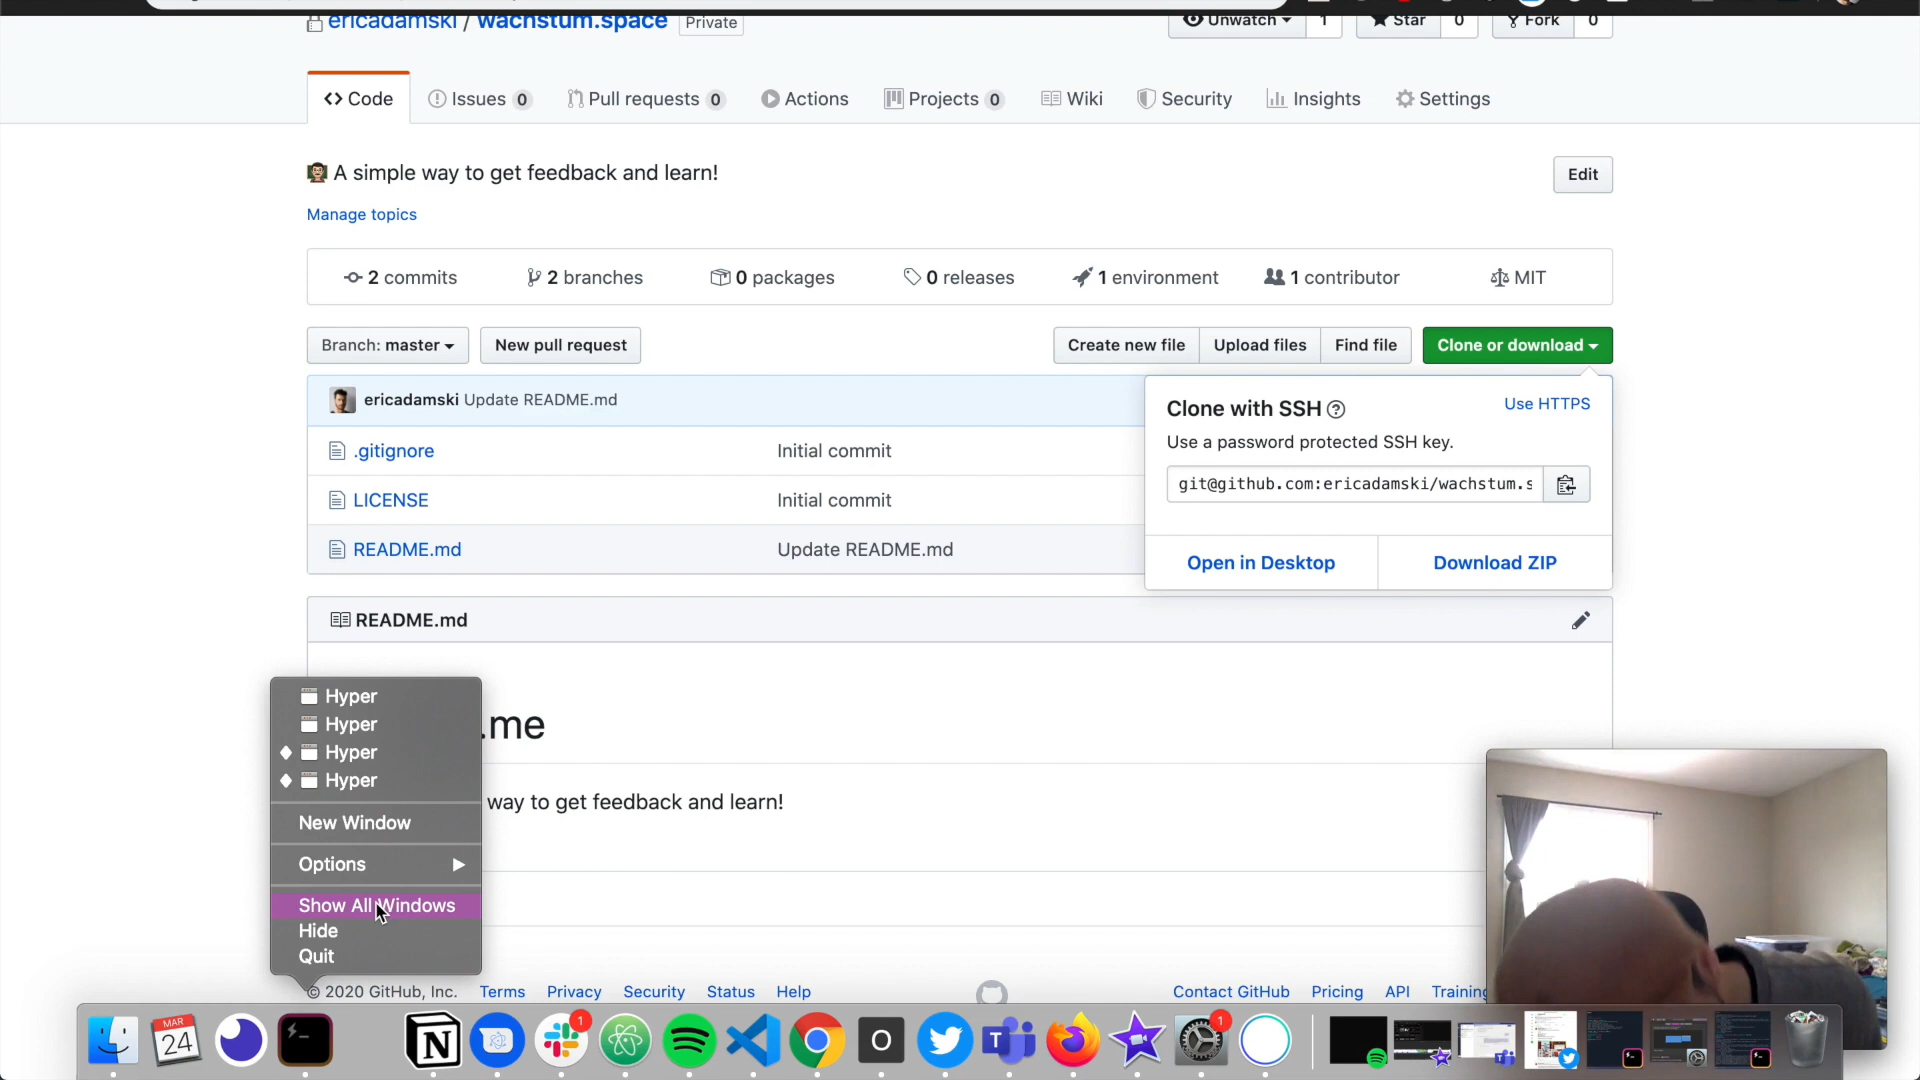 ericadamski / wachstum.space Private
Unwatch 1 Star 0 Fork 0
Code Issues 0 Pull requests 0 Actions Projects 0 Wiki Security Insights Settings
A simple way to get feedback and learn!
Edit
Manage topics
2 commits 2 branches 0 packages 0 releases 1 environment 1 contributor MIT
Branch: master New pull request Create new file Upload files Find file Clone or download
ericadamski Update README.md
.gitignore Initial commit
LICENSE Initial commit
README.md Update README.md
Clone with SSH Use HTTPS
Use a password protected SSH key.
git@github.com:ericadamski/wachstum.s
Open in Desktop Download ZIP
README.md
.me
way to get feedback and learn!
Hyper
Hyper
Hyper
Hyper
New Window
Options
Show All Windows
Hide
Quit
© 2020 GitHub, Inc. Terms Privacy Security Status Help Contact GitHub Pricing API Training
MAR
24
1
O
1